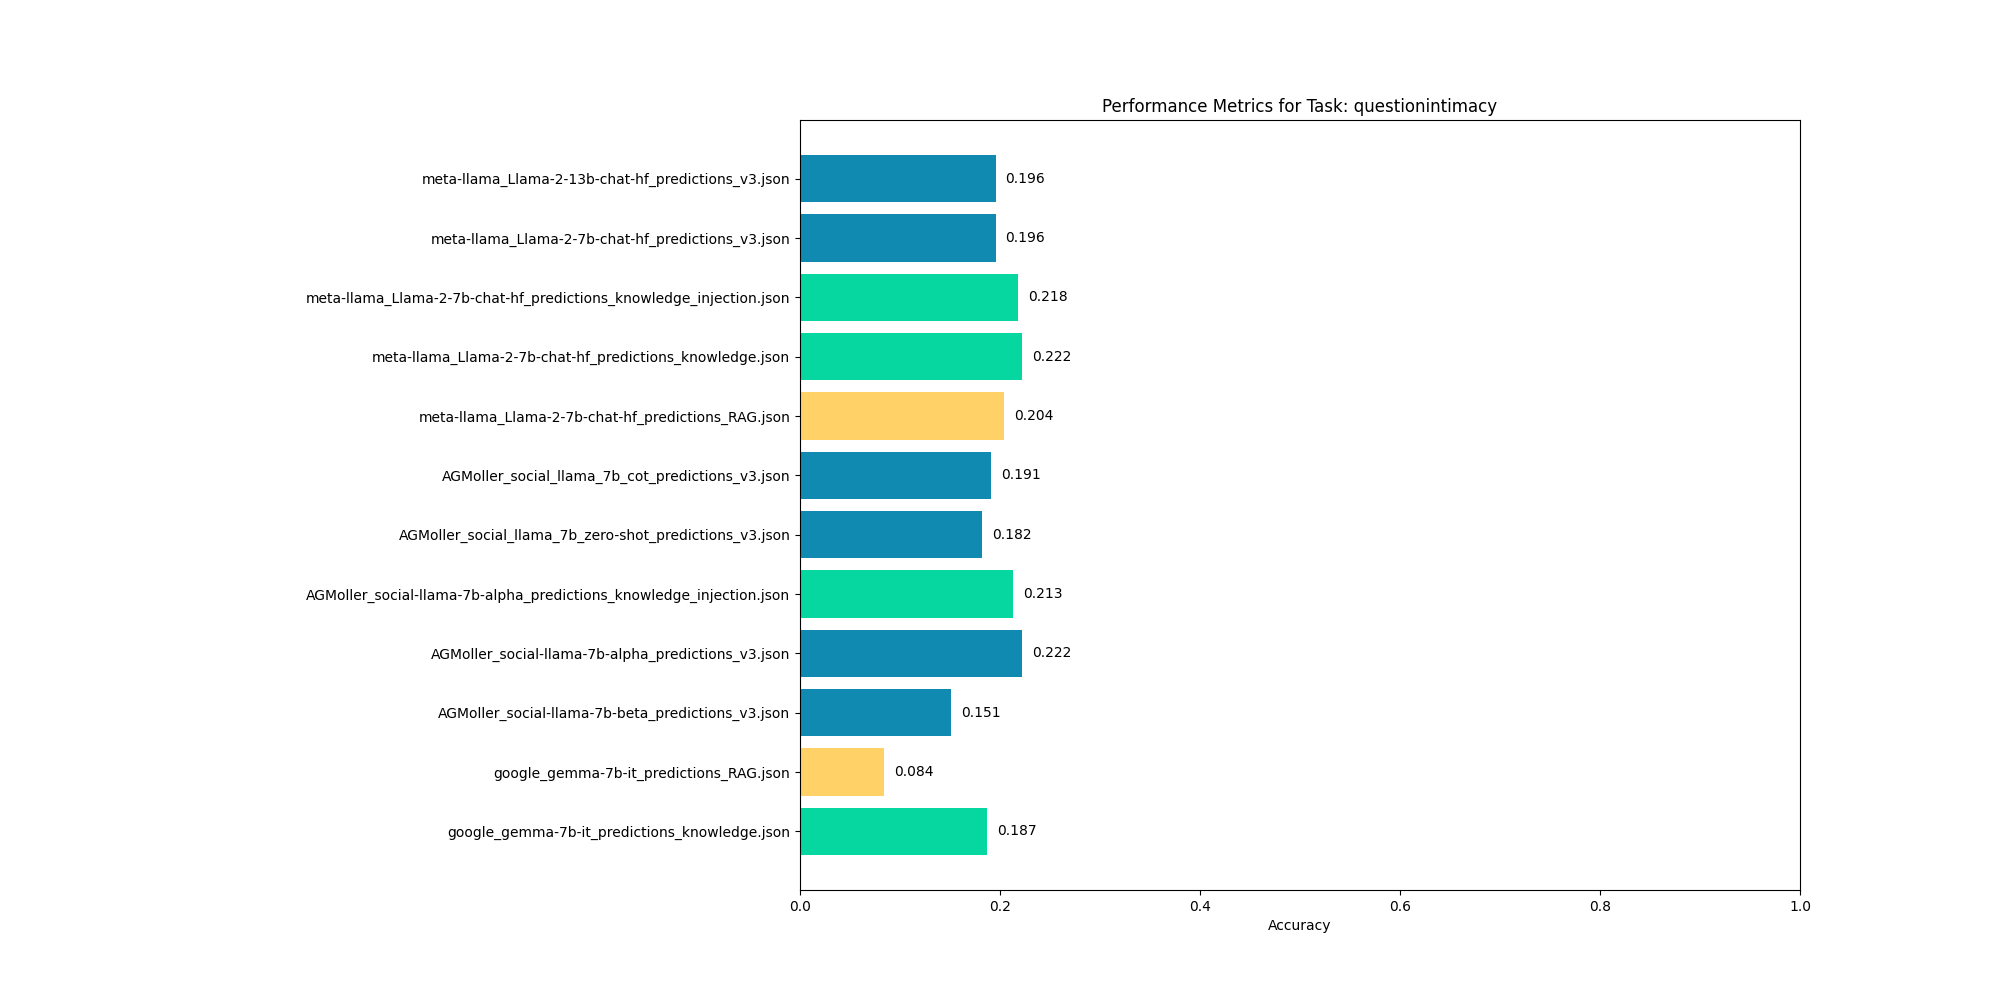 Performance Metrics for Task: questionintimacy
meta-llama_Llama-2-13b-chat-hf_predictions_v3.json 0.196
meta-llama_Llama-2-7b-chat-hf_predictions_v3.json 0.196
meta-llama_Llama-2-7b-chat-hf_predictions_knowledge_injection.json 0.218
meta-llama_Llama-2-7b-chat-hf_predictions_knowledge.json 0.222
meta-llama_Llama-2-7b-chat-hf_predictions_RAG.json 0.204
AGMoller_social_llama_7b_cot_predictions_v3.json 0.191
AGMoller_social_llama_7b_zero-shot_predictions_v3.json 0.182
AGMoller_social-llama-7b-alpha_predictions_knowledge_injection.json 0.213
AGMoller_social-llama-7b-alpha_predictions_v3.json 0.222
AGMoller_social-llama-7b-beta_predictions_v3.json 0.151
google_gemma-7b-it_predictions_RAG.json 0.084
google_gemma-7b-it_predictions_knowledge.json 0.187
0.0 0.2 0.4 0.6 0.8 1.0
Accuracy